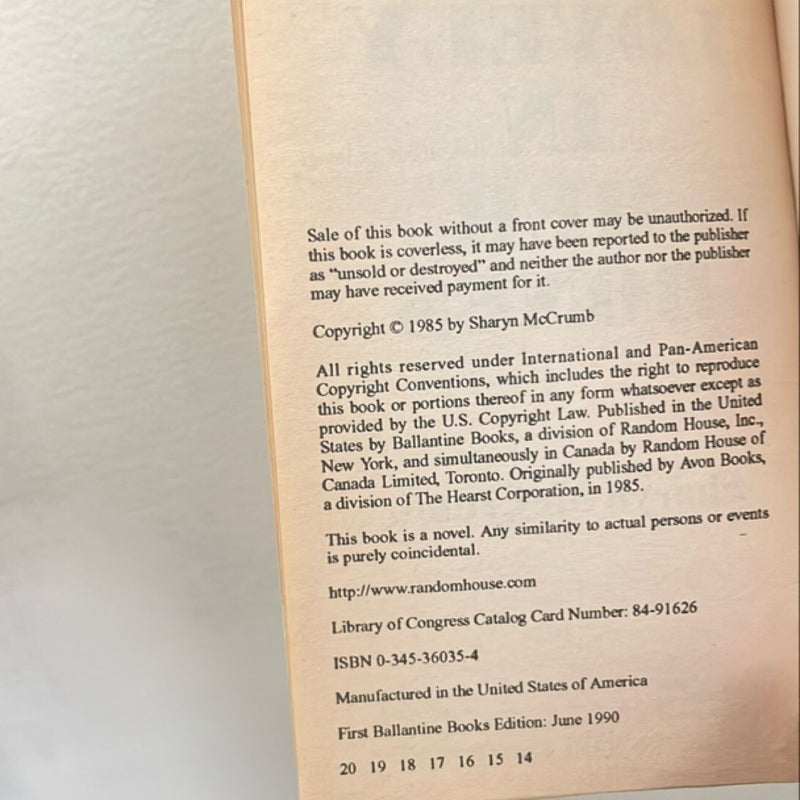 Sale of this book without a front cover may be unauthorized. If
this book is coverless, it may have been reported to the publisher
as “unsold or destroyed” and neither the author nor the publisher
may have received payment for it.
Copyright © 1985 by Sharyn McCrumb
All rights reserved under International and Pan-American
Copyright Conventions, which includes the right to reproduce
this book or portions thereof in any form whatsoever except as
provided by the U.S. Copyright Law. Published in the United
States by Ballantine Books, a division of Random House, Inc.,
New York, and simultaneously in Canada by Random House of
Canada Limited, Toronto. Originally published by Avon Books,
a division of The Hearst Corporation, in 1985.
This book is a novel. Any similarity to actual persons or events
is purely coincidental.
http://www.randomhouse.com
Library of Congress Catalog Card Number: 84-91626
ISBN 0-345-36035-4
Manufactured in the United States of America
First Ballantine Books Edition: June 1990
20 19 18 17 16 15 14